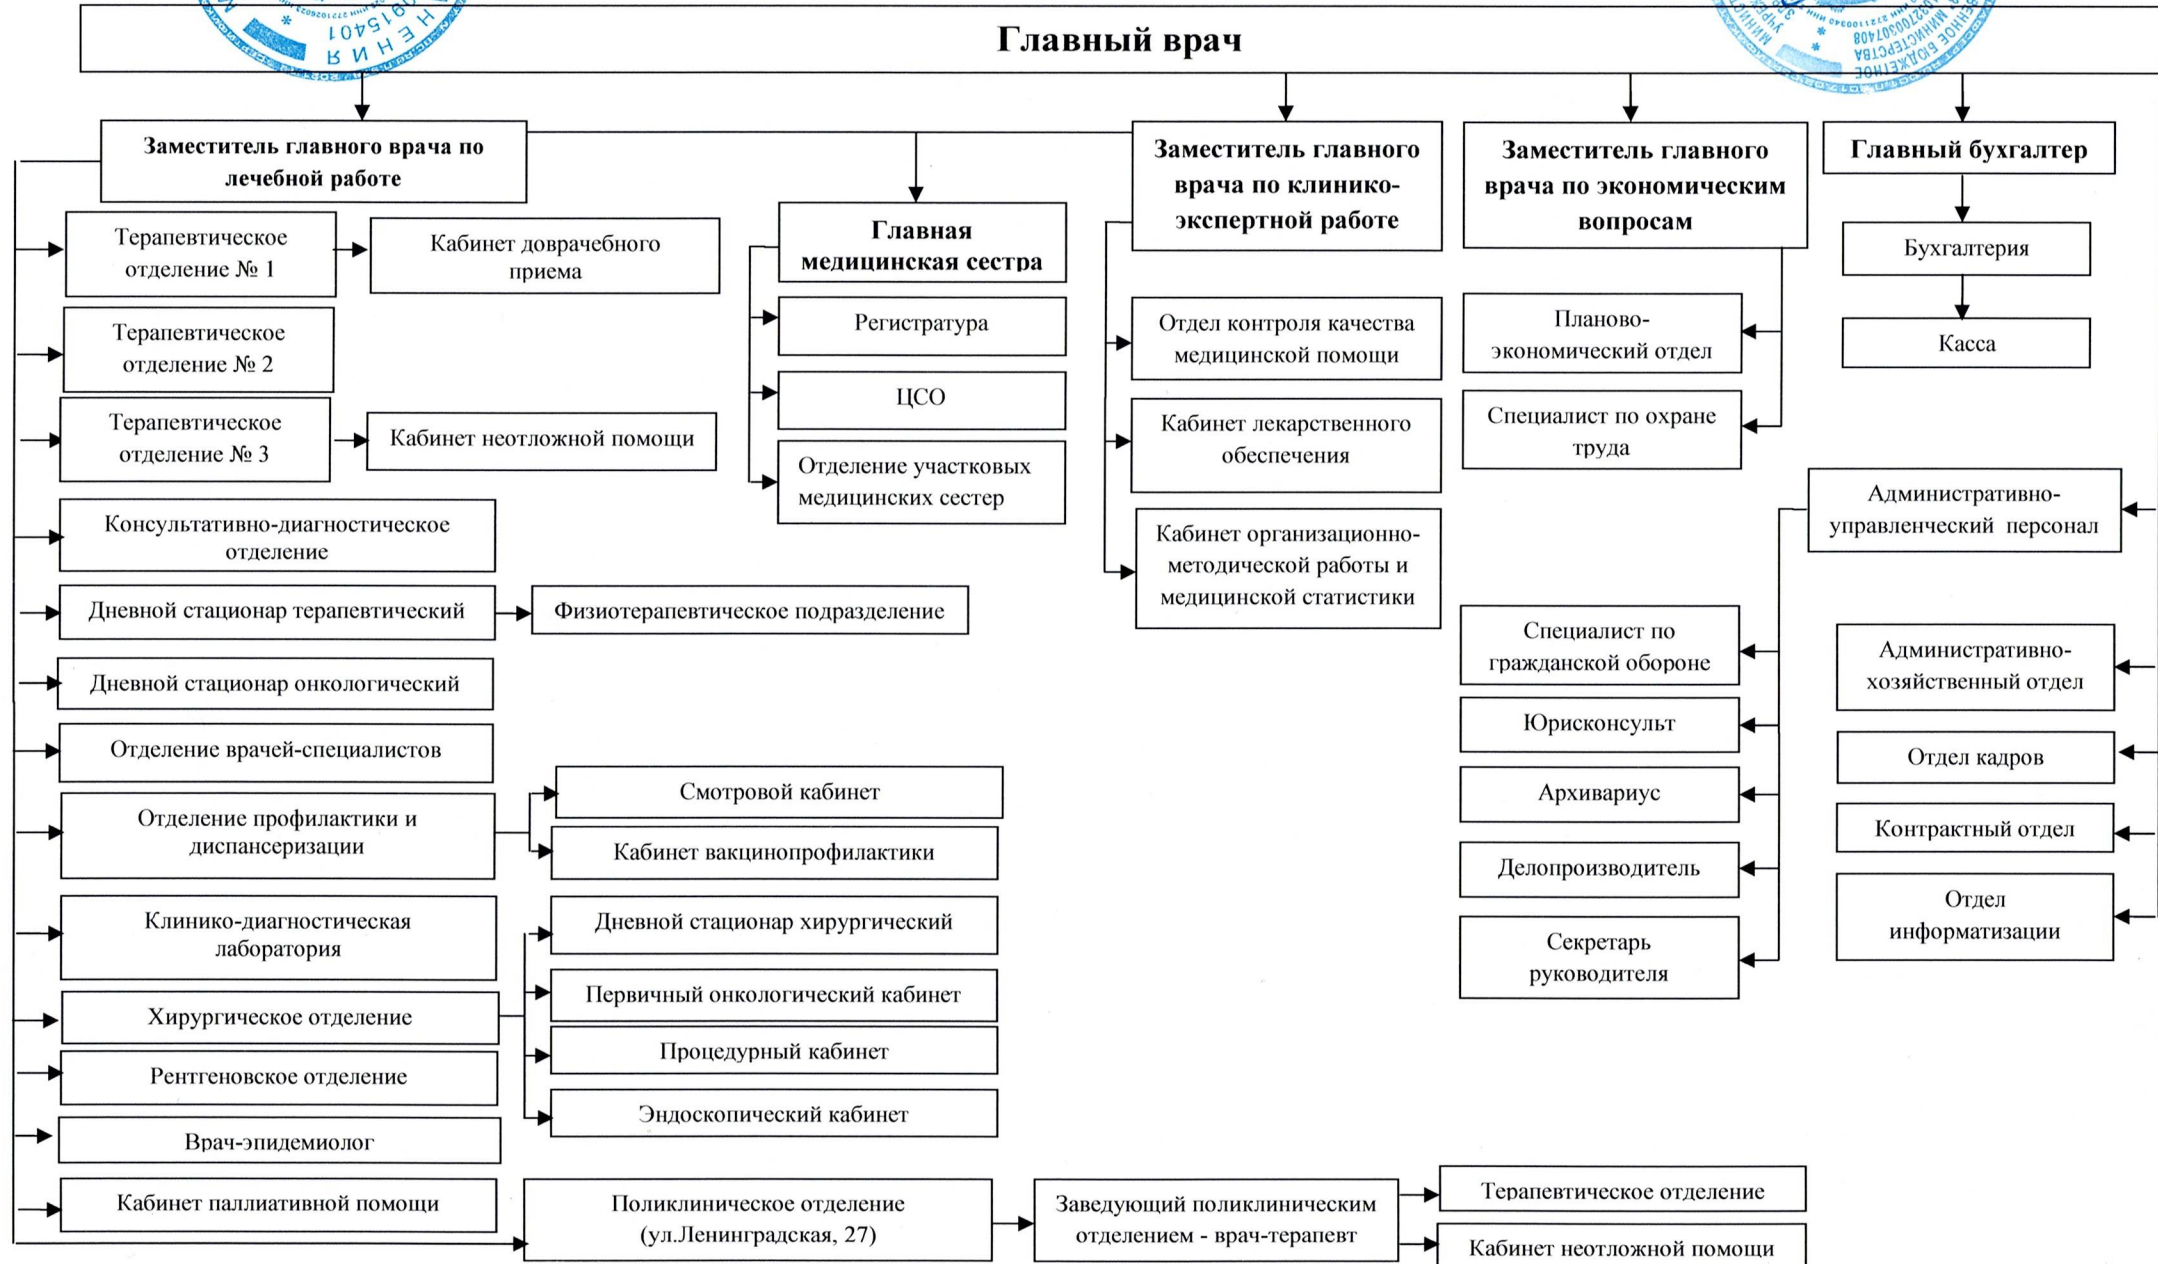 Главный врач
Заместитель главного врача по
лечебной работе
Терапевтическое
отделение № 1
Кабинет доврачебного
приема
Терапевтическое
отделение № 2
Терапевтическое
отделение № 3
Кабинет неотложной помощи
Консультативно-диагностическое
отделение
Дневной стационар терапевтический
Физиотерапевтическое подразделение
Дневной стационар онкологический
Отделение врачей-специалистов
Отделение профилактики и
диспансеризации
Смотровой кабинет
Кабинет вакцинопрофилактики
Клинико-диагностическая
лаборатория
Хирургическое отделение
Дневной стационар хирургический
Первичный онкологический кабинет
Процедурный кабинет
Эндоскопический кабинет
Рентгеновское отделение
Врач-эпидемиолог
Кабинет паллиативной помощи
Поликлиническое отделение
(ул.Ленинградская, 27)
Заведующий поликлиническим
отделением - врач-терапевт
Терапевтическое отделение
Кабинет неотложной помощи
Главная
медицинская сестра
Регистратура
ЦСО
Отделение участковых
медицинских сестер
Заместитель главного
врача по клинико-
экспертной работе
Отдел контроля качества
медицинской помощи
Кабинет лекарственного
обеспечения
Кабинет организационно-
методической работы и
медицинской статистики
Заместитель главного
врача по экономическим
вопросам
Планово-
экономический отдел
Специалист по охране
труда
Главный бухгалтер
Бухгалтерия
Касса
Административно-
управленческий персонал
Специалист по
гражданской обороне
Юрисконсульт
Архивариус
Делопроизводитель
Секретарь
руководителя
Административно-
хозяйственный отдел
Отдел кадров
Контрактный отдел
Отдел
информатизации